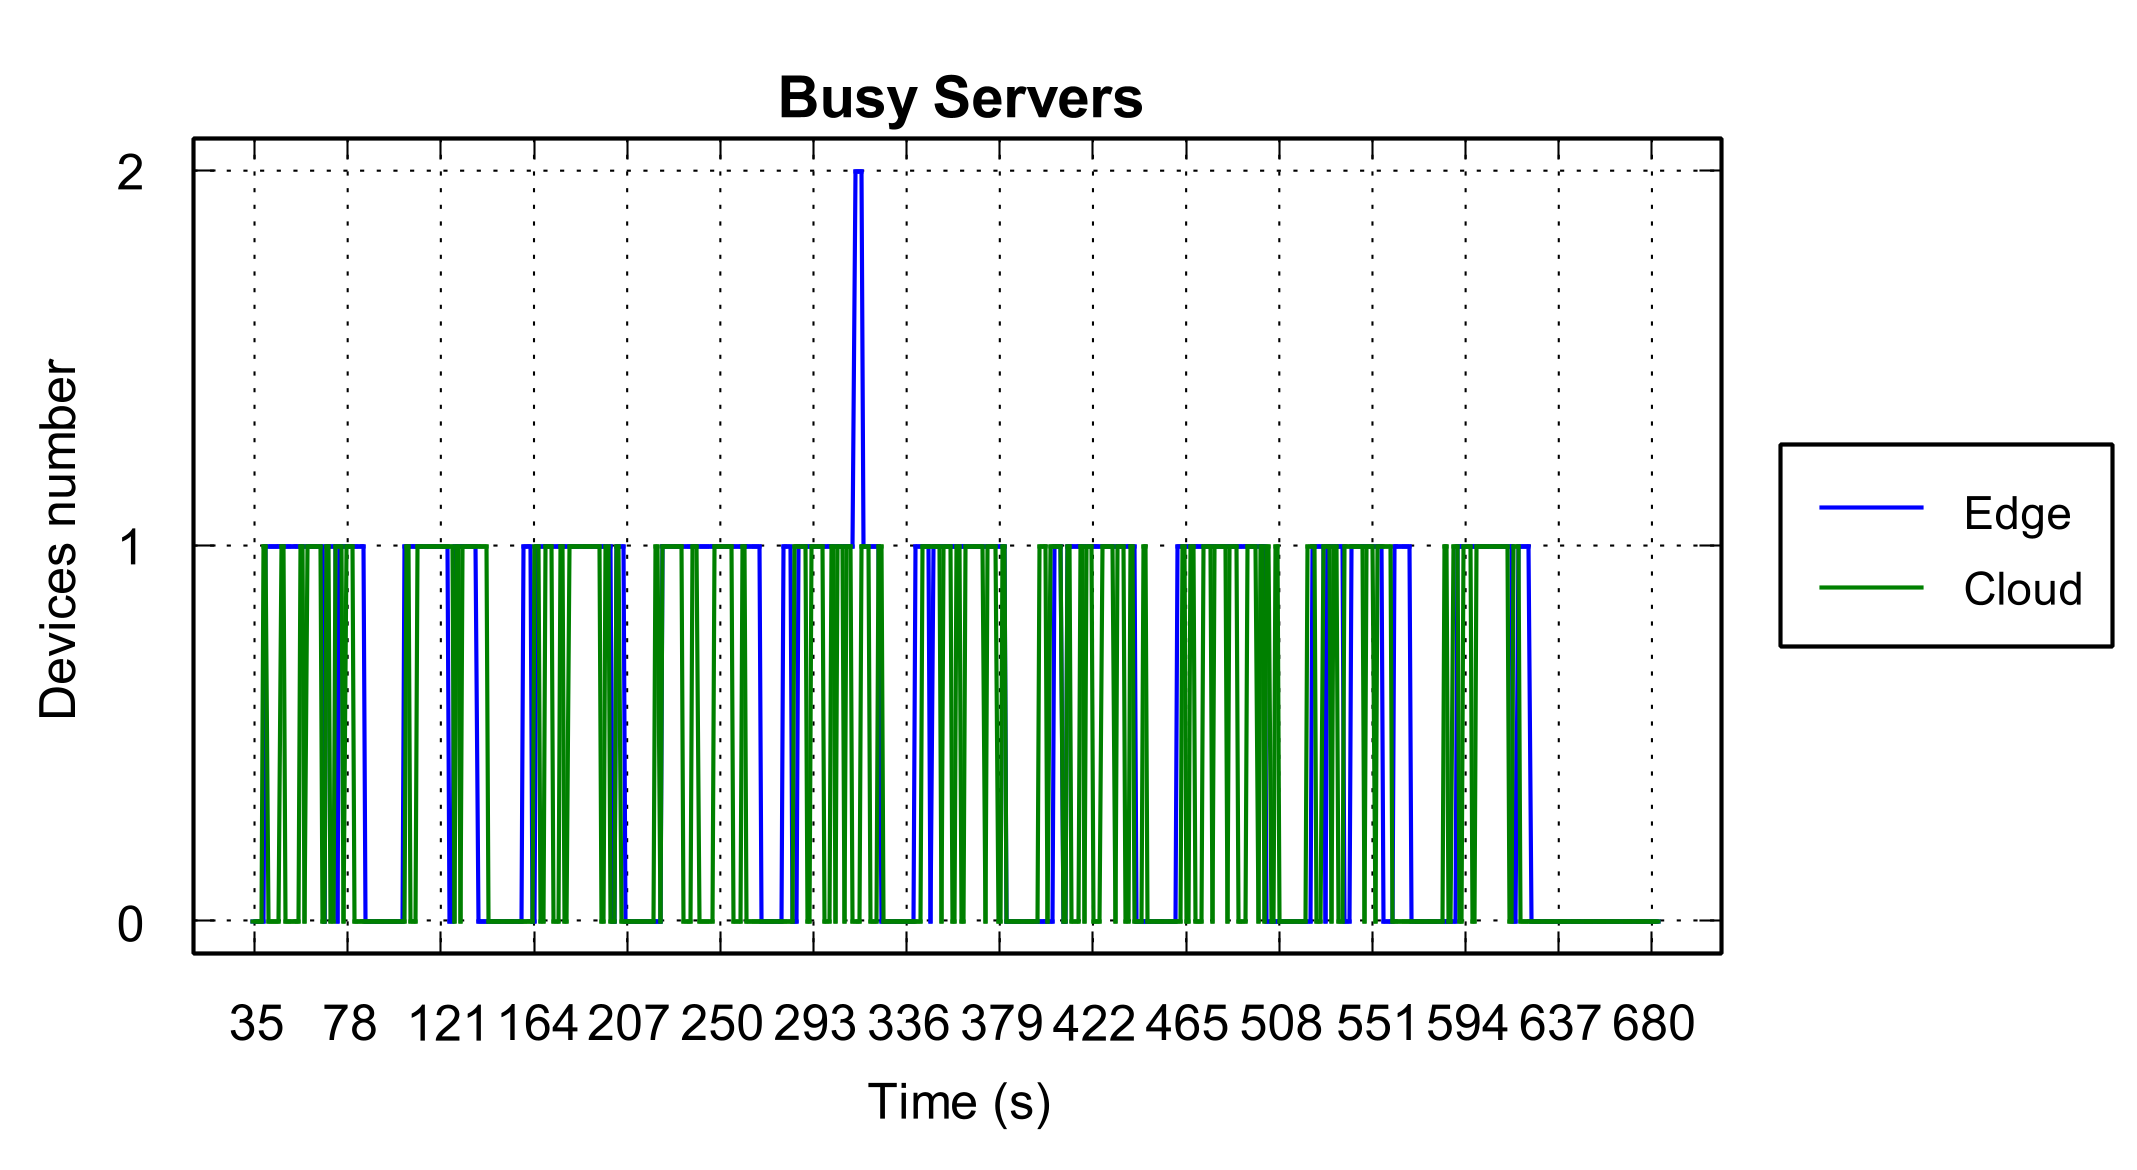 Busy Servers
2
1
0
Devices number
35 78 121 164 207 250 293 336 379 422 465 508 551 594 637 680
Time (s)
Edge
Cloud